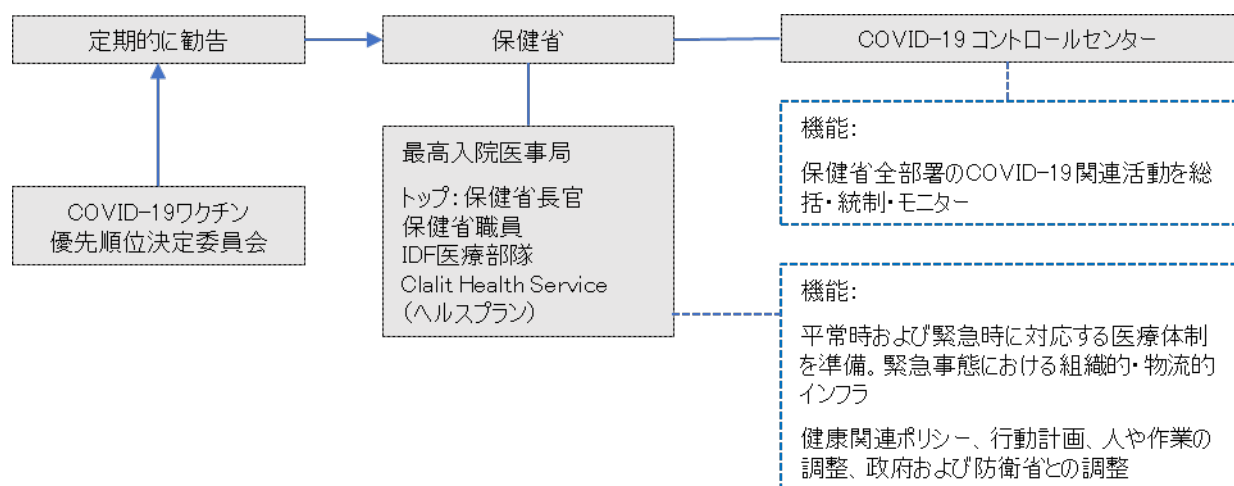 定期的に勧告
保健省
COVID-19 コントロールセンター
COVID-19ワクチン
優先順位決定委員会
最高入院医事局
トップ：保健省長官
保健省職員
IDF医療部隊
Clalit Health Service
（ヘルスプラン）
機能：
保健省全部署のCOVID-19関連活動を総
括・統制・モニター
機能：
平常時および緊急時に対応する医療体制
を準備。緊急事態における組織的・物流的
インフラ
健康関連ポリシー、行動計画、人や作業の
調整、政府および防衛省との調整